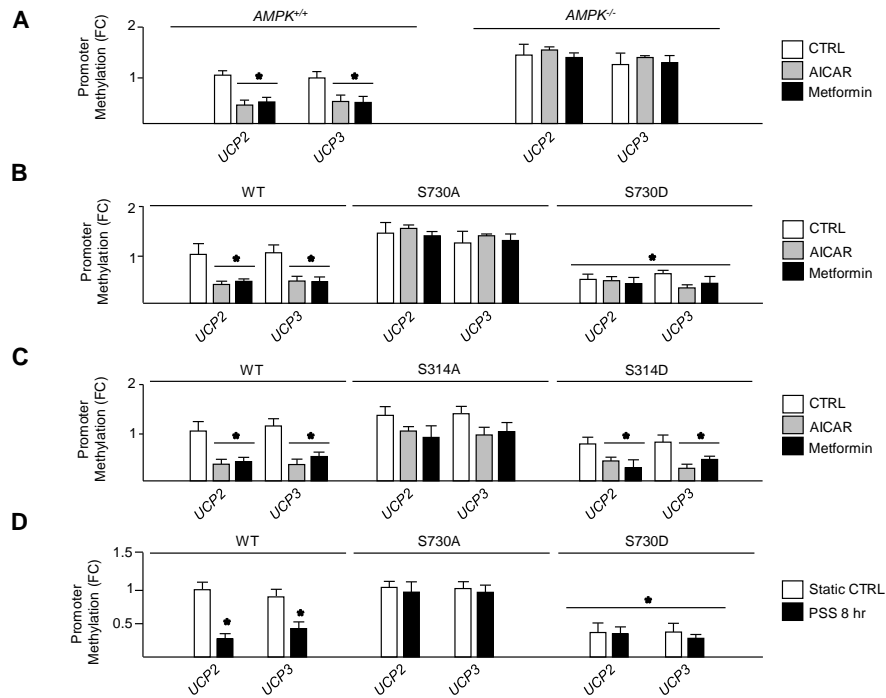 A
AMPK+/+
AMPK-/-
Promoter
Methylation (FC)
2
1
*
*
UCP2
UCP3
UCP2
UCP3
CTRL
AICAR
Metformin
B
WT
S730A
S730D
Promoter
Methylation (FC)
2
1
*
*
*
UCP2
UCP3
UCP2
UCP3
UCP2
UCP3
CTRL
AICAR
Metformin
C
WT
S314A
S314D
Promoter
Methylation (FC)
2
1
*
*
*
*
UCP2
UCP3
UCP2
UCP3
UCP2
UCP3
CTRL
AICAR
Metformin
D
WT
S730A
S730D
Promoter
Methylation (FC)
1.5
1
0.5
*
*
*
UCP2
UCP3
UCP2
UCP3
UCP2
UCP3
Static CTRL
PSS 8 hr